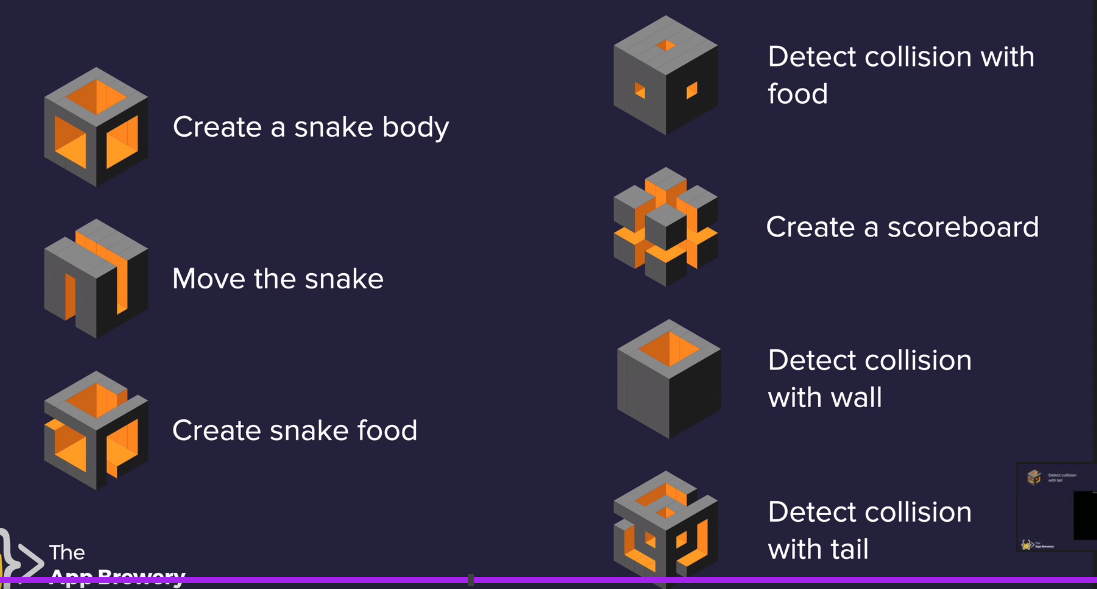 Create a snake body
Move the snake
Create snake food
Detect collision with
food
Create a scoreboard
Detect collision
with wall
Detect collision
with tail
Detect collision
with tail
The
App Brewery
The
App Brewery